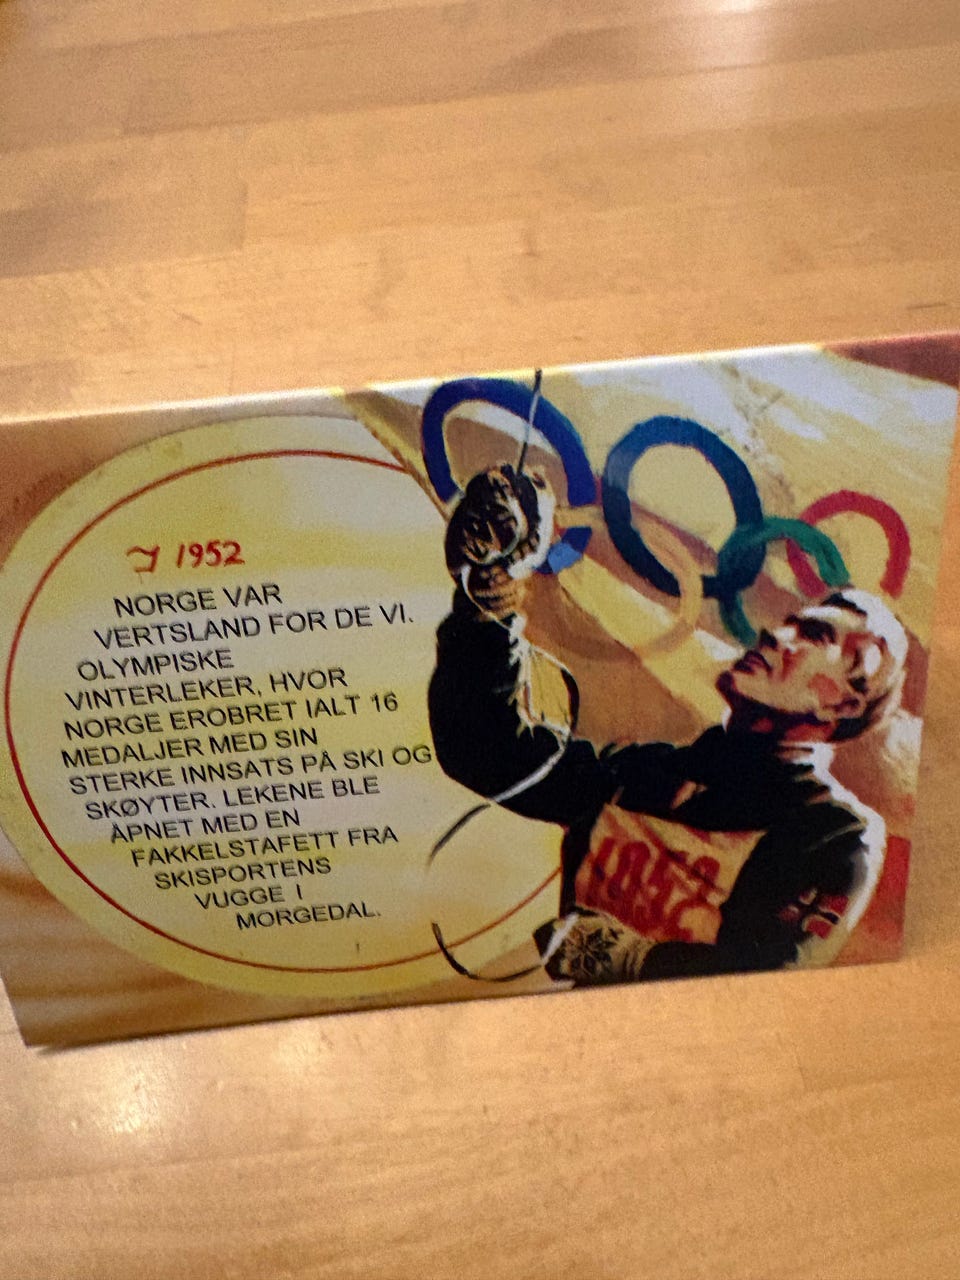 I 1952
NORGE VAR
VERTSLAND FOR DE VI.
OLYMPISKE
VINTERLEKER, HVOR
NORGE EROBRET IALT 16
MEDALJER MED SIN
STERKE INNSATS PÅ SKI OG
SKØYTER. LEKENE BLE
ÅPNET MED EN
FAKKELSTAFETT FRA
SKISPORTENS
VUGGE I
MORGEDAL.
1952